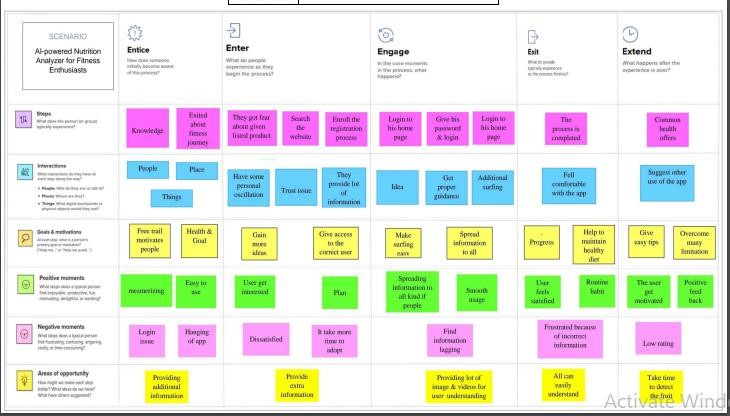 SCENARIO
AI-powered Nutrition
Analyzer for Fitness
Enthusiasts
Entice
How does someone
initially become aware
of this process?
Enter
What do people
experience as they
begin the process?
Engage
In the core moments
in the process, what
happens?
Exit
What do people
typically experience
as the process finishes?
Extend
What happens after the
experience is over?
Steps
What does the person (or group)
typically experience?
Knowledge
Exited
about
fitness
journey
They got fear
about given
listed product
Search
the
website
Enroll the
registration
process
Login to
his home
page
Give his
password
& login
Login to
his home
page
The
process is
completed
Common
health
offers
Interactions
What interactions do they have at
each step along the way?
People: Who do they see or talk to?
Places: Where are they?
Things: What digital touchpoints or
physical objects would they use?
People
Place
Things
Have some
personal
oscillation
Trust issue
They
provide lot
of
information
Idea
Get
proper
guidance
Additional
surfing
Fell
comfortable
with the app
Suggest other
use of the app
Goals & motivations
At each step, what is a person's
primary goal or motivation?
("Help me..." or "Help me avoid...")
Free trail
motivates
people
Health &
Goal
Gain
more
ideas
Give access
to the
correct user
Make
surfing
easy
Spread
information
to all
Progress
Help to
maintain
healthy
diet
Give
easy tips
Overcome
many
limitation
Positive moments
What steps does a typical person
find enjoyable, productive, fun,
motivating, delightful, or exciting?
mesmerizing
Easy to
use
User get
interested
Plan
Spreading
information to
all kind if
people
Smooth
usage
User
feels
satisfied
Routine
habit
The user
get
motivated
Positive
feed
back
Negative moments
What steps does a typical person
find frustrating, confusing, angering,
costly, or time-consuming?
Login
issue
Hanging
of app
Dissatisfied
It take more
time to
adopt
Find
information
lagging
Frustrated because
of incorrect
information
Low rating
Areas of opportunity
How might we make each step
better? What ideas do we have?
What have others suggested?
Providing
additional
information
Provide
extra
information
Providing lot of
image & videos for
user understanding
All can
easily
understand
Take time
to detect
the fruit
Activate Wind